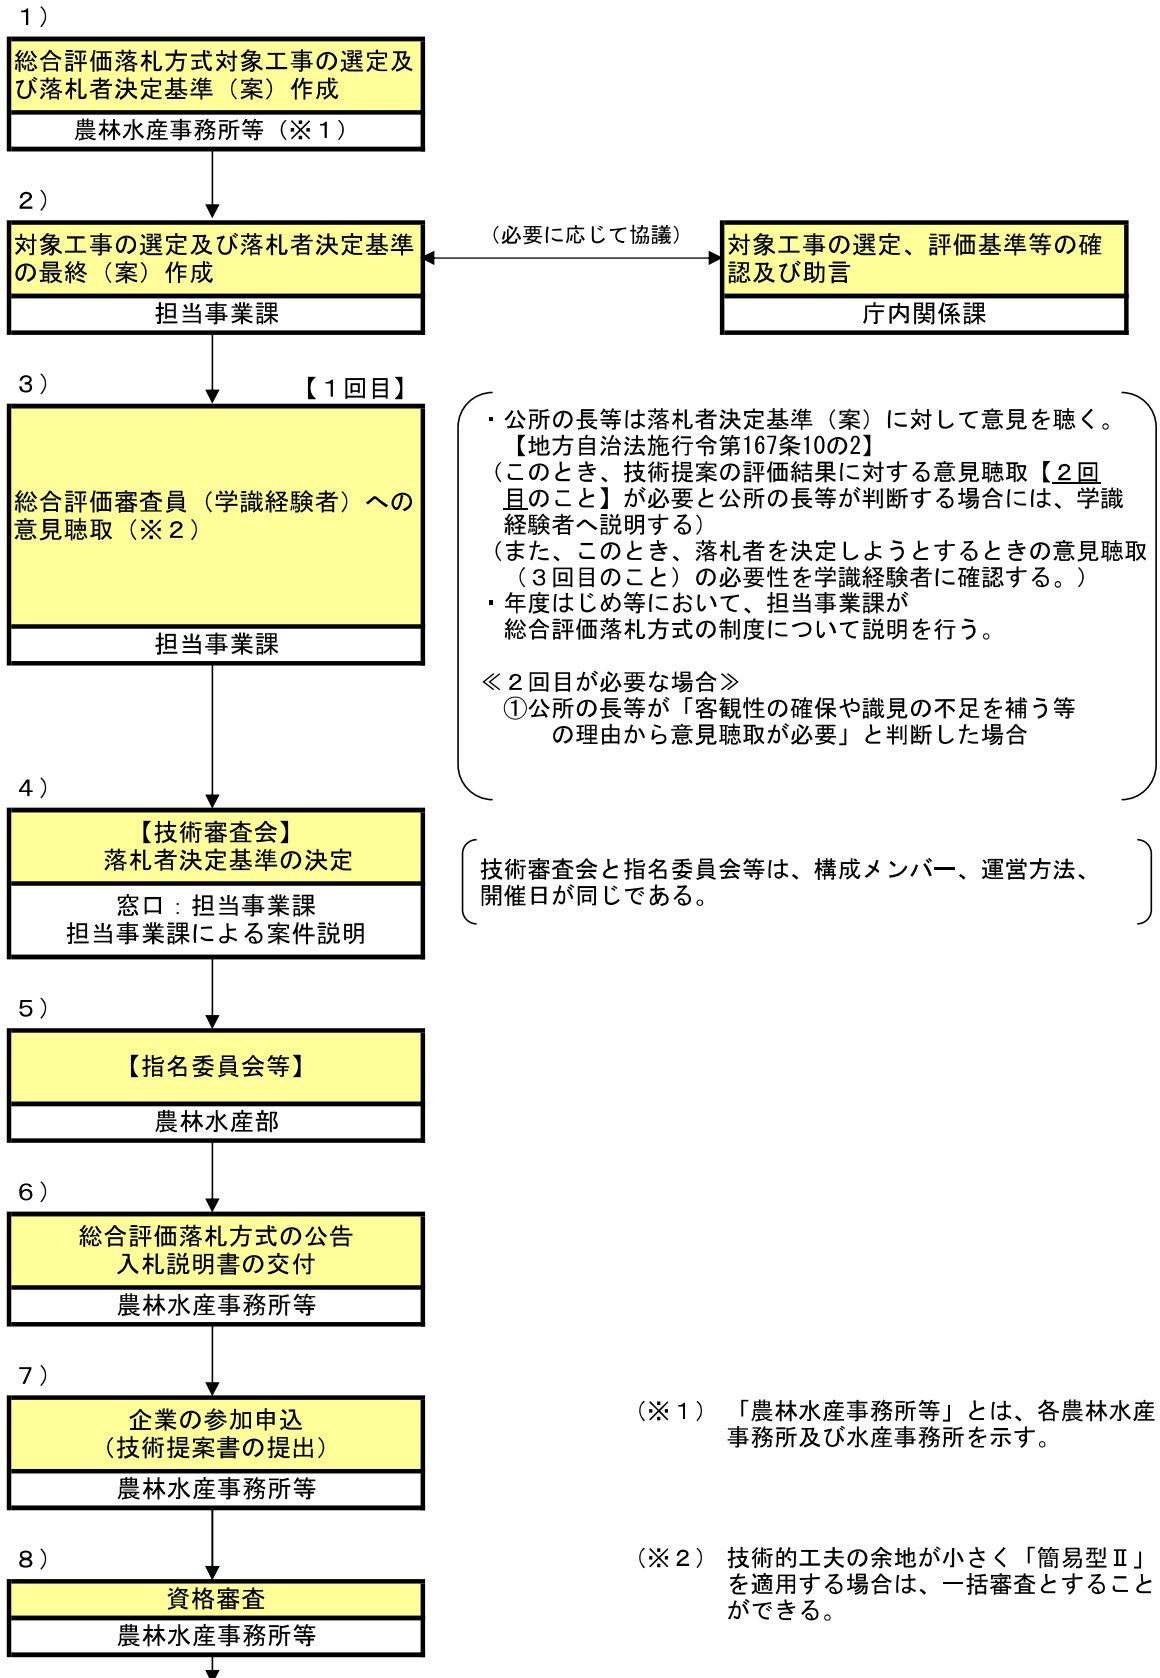 １）
総合評価落札方式対象工事の選定及
び落札者決定基準（案）作成
農林水産事務所等（※１）
２）
対象工事の選定及び落札者決定基準
の最終（案）作成
担当事業課
（必要に応じて協議）
対象工事の選定、評価基準等の確
認及び助言
庁内関係課
３）
【１回目】
総合評価審査員（学識経験者）への
意見聴取（※２）
担当事業課
・公所の長等は落札者決定基準（案）に対して意見を聴く。
【地方自治法施行令第167条10の2】
（このとき、技術提案の評価結果に対する意見聴取【２回
目のこと】が必要と公所の長等が判断する場合には、学識
経験者へ説明する）
（また、このとき、落札者を決定しようとするときの意見聴取
（３回目のこと）の必要性を学識経験者に確認する。）
・年度はじめ等において、担当事業課が
総合評価落札方式の制度について説明を行う。
≪２回目が必要な場合≫
①公所の長等が「客観性の確保や識見の不足を補う等
の理由から意見聴取が必要」と判断した場合
４）
【技術審査会】
落札者決定基準の決定
窓口：担当事業課
担当事業課による案件説明
技術審査会と指名委員会等は、構成メンバー、運営方法、
開催日が同じである。
５）
【指名委員会等】
農林水産部
６）
総合評価落札方式の公告
入札説明書の交付
農林水産事務所等
７）
企業の参加申込
（技術提案書の提出）
農林水産事務所等
（※１）　「農林水産事務所等」とは、各農林水産
事務所及び水産事務所を示す。
８）
資格審査
農林水産事務所等
（※２）　技術的工夫の余地が小さく「簡易型Ⅱ」
を適用する場合は、一括審査とすること
ができる。